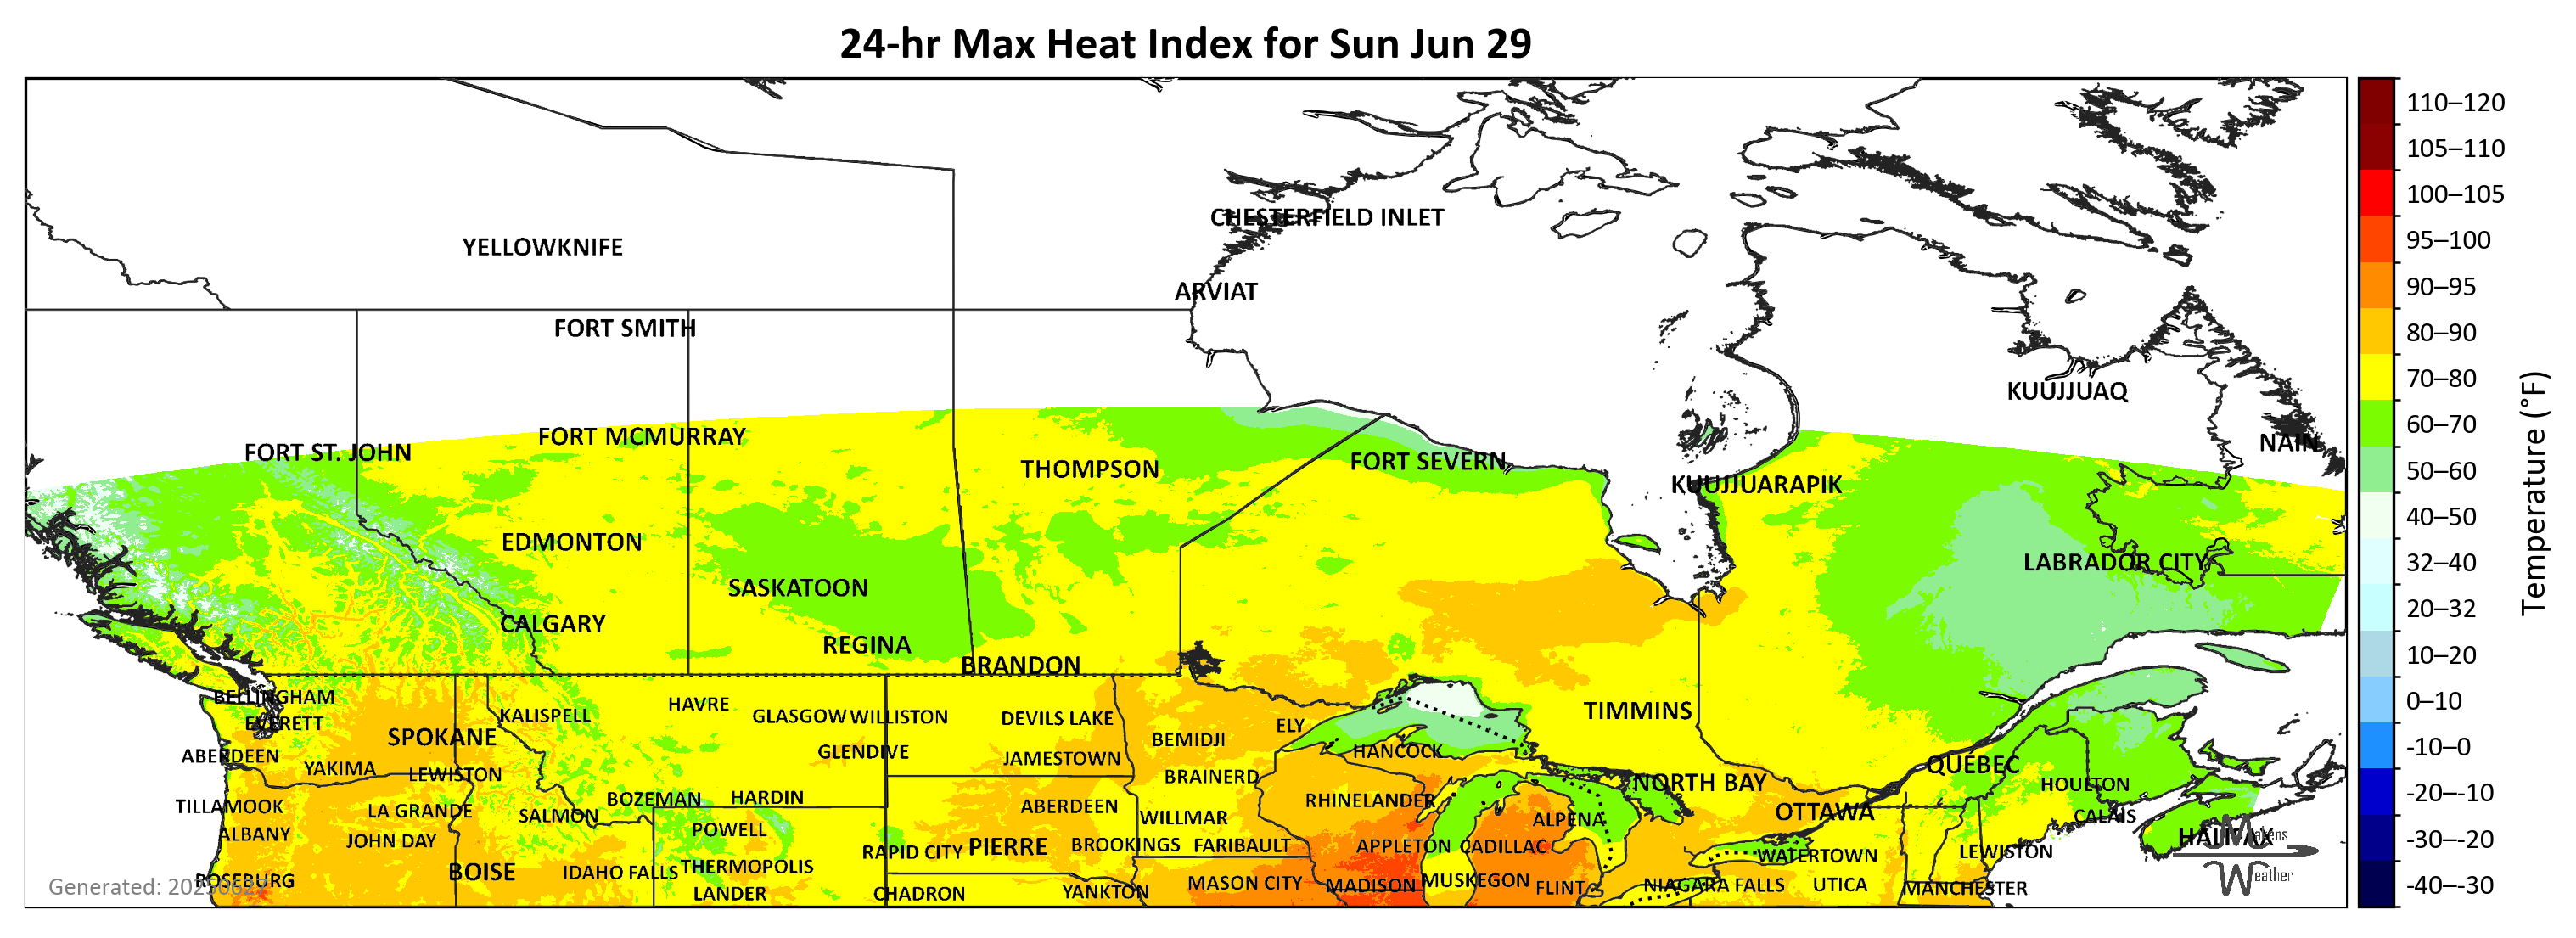 24-hr Max Heat Index for Sun Jun 29
CHESTERFIELD INLET
YELLOWKNIFE
ARVIAT
FORT SMITH
KUUJJUAQ
FORT MCMURRAY
NAIN
FORT ST. JOHN
FORT SEVERN
THOMPSON
KUUJJUARAPIK
EDMONTON
LABRADOR CITY
SASKATOON
CALGARY
REGINA
BRANDON
BELLINGHAM
HAVRE
TIMMINS
KALISPELL
GLASGOW WILLISTON
DEVILS LAKE
EVERETT
ELY
SPOKANE
BEMIDJI
GLENDIVE
HANCOCK
ABERDEEN
JAMESTOWN
QUÉBEC
YAKIMA
LEWISTON
BRAINERD
NORTH BAY
HOULTON
BOZEMAN
HARDIN
RHINELANDER
TILLAMOOK
ABERDEEN
LA GRANDE
OTTAWA
SALMON
WILLMAR
CALAIS
ALPENA
POWELL
ALBANY
HALIFAX
JOHN DAY
BROOKINGS
FARIBAULT
APPLETON
CADILLAC
PIERRE
RAPID CITY
LEWISTON
WATERTOWN
THERMOPOLIS
BOISE
IDAHO FALLS
ROSEBURG
MUSKEGON
MASON CITY
NIAGARA FALLS
UTICA
MADISON
FLINT
MANCHESTER
YANKTON
LANDER
CHADRON
Generated: 20250627
Weather
110–120
105–110
100–105
95–100
90–95
80–90
70–80
60–70
50–60
40–50
32–40
20–32
10–20
0–10
-10–0
-20–-10
-30–-20
-40–-30
Temperature (°F)